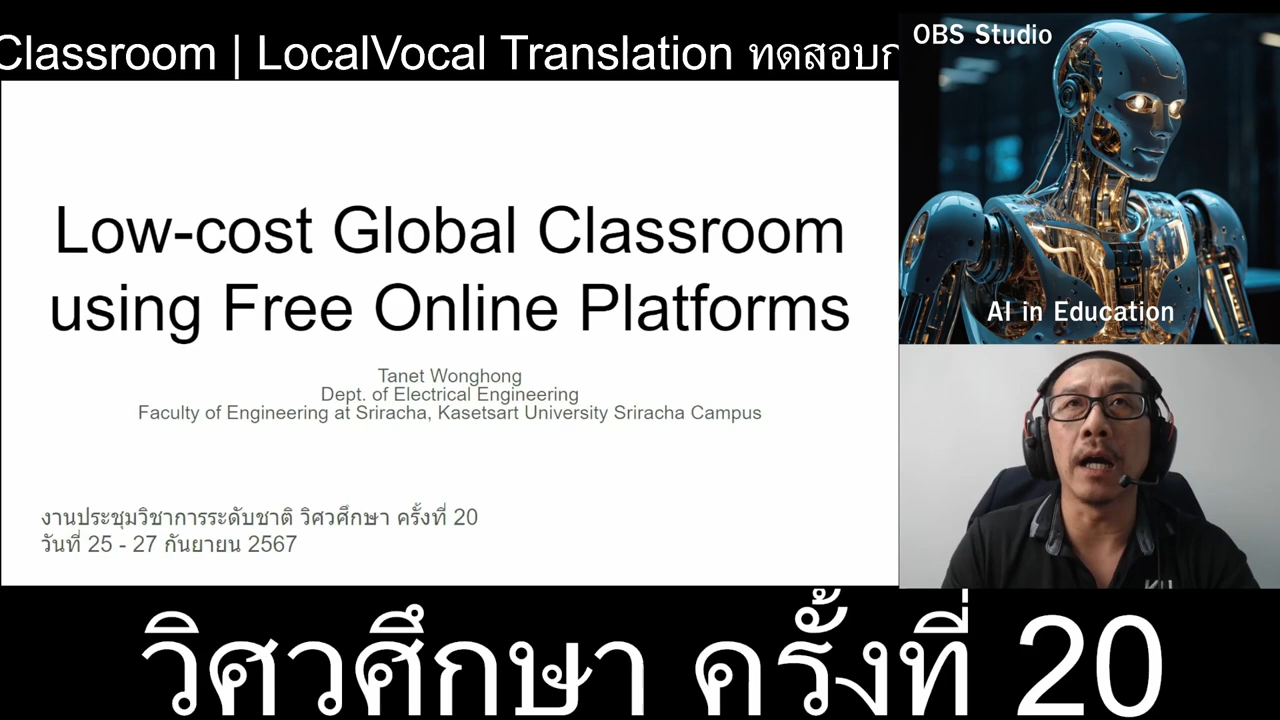 Classroom | LocalVocal Translation ทดสอบ
OBS Studio
AI in Education
Low-cost Global Classroom
using Free Online Platforms
Tanet Wonghong
Dept. of Electrical Engineering
Faculty of Engineering at Sriracha, Kasetsart University Sriracha Campus
งานประชุมวิชาการระดับชาติ วิศวศึกษา ครั้งที่ 20
วันที่ 25 - 27 กันยายน 2567
วิศวศึกษา ครั้งที่ 20